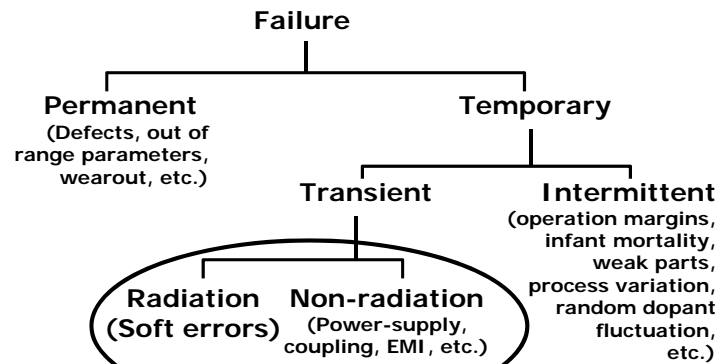 Failure
Permanent
(Defects, out of
range parameters,
wearout, etc.)
Temporary
Transient
Intermittent
(operation margins,
infant mortality,
weak parts,
process variation,
random dopant
fluctuation,
etc.)
Radiation
(Soft errors)
Non-radiation
(Power-supply,
coupling, EMI, etc.)